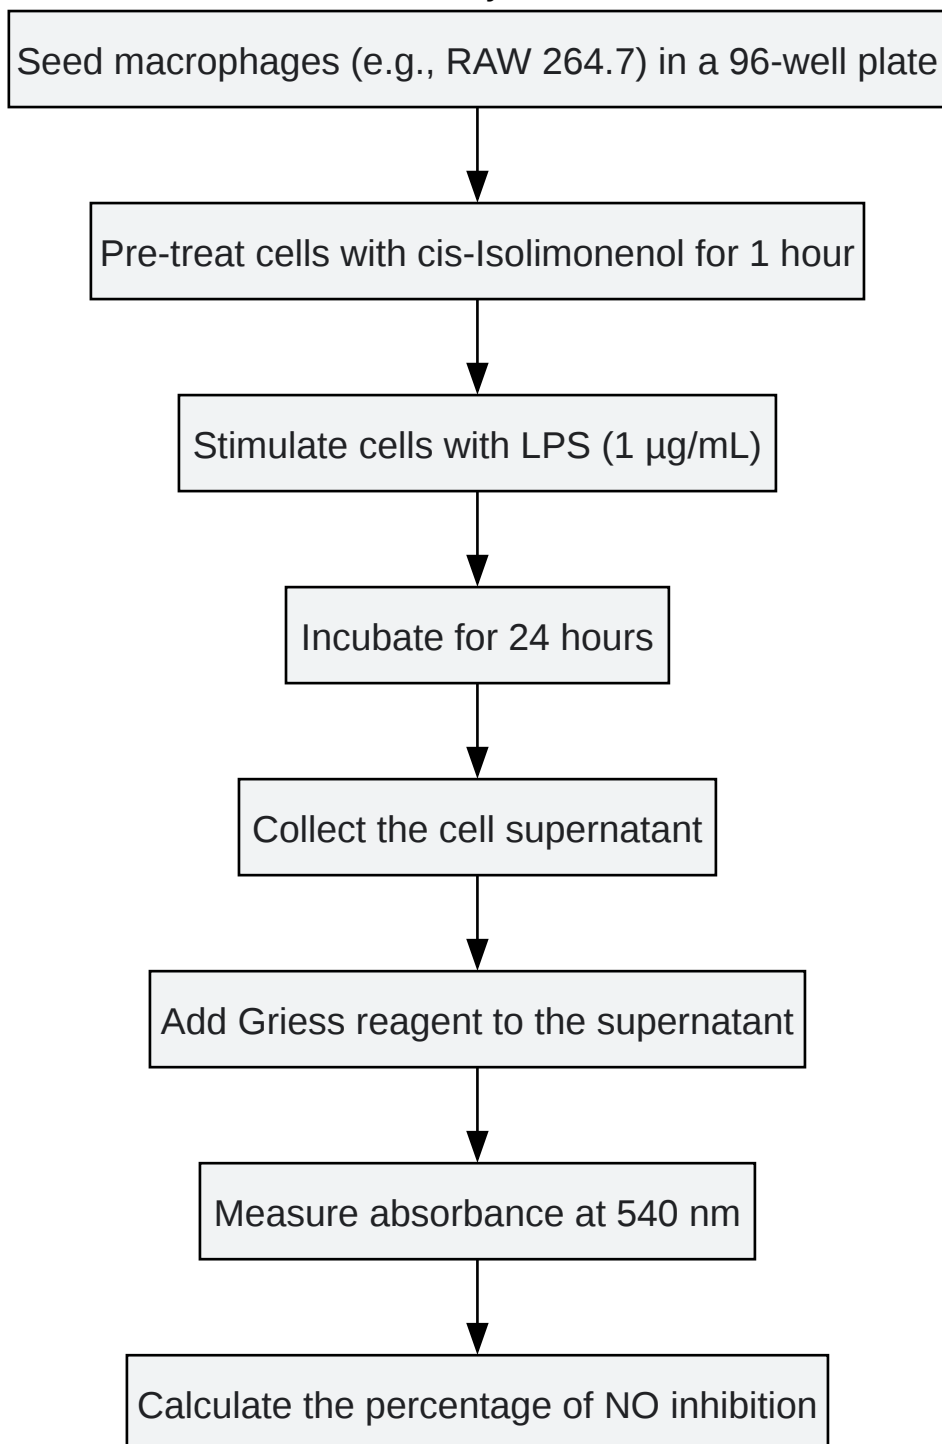 Seed macrophages (e.g., RAW 264.7) in a 96-well plate
Pre-treat cells with cis-Isolimonenol for 1 hour
Stimulate cells with LPS (1 µg/mL)
Incubate for 24 hours
Collect the cell supernatant
Add Griess reagent to the supernatant
Measure absorbance at 540 nm
Calculate the percentage of NO inhibition